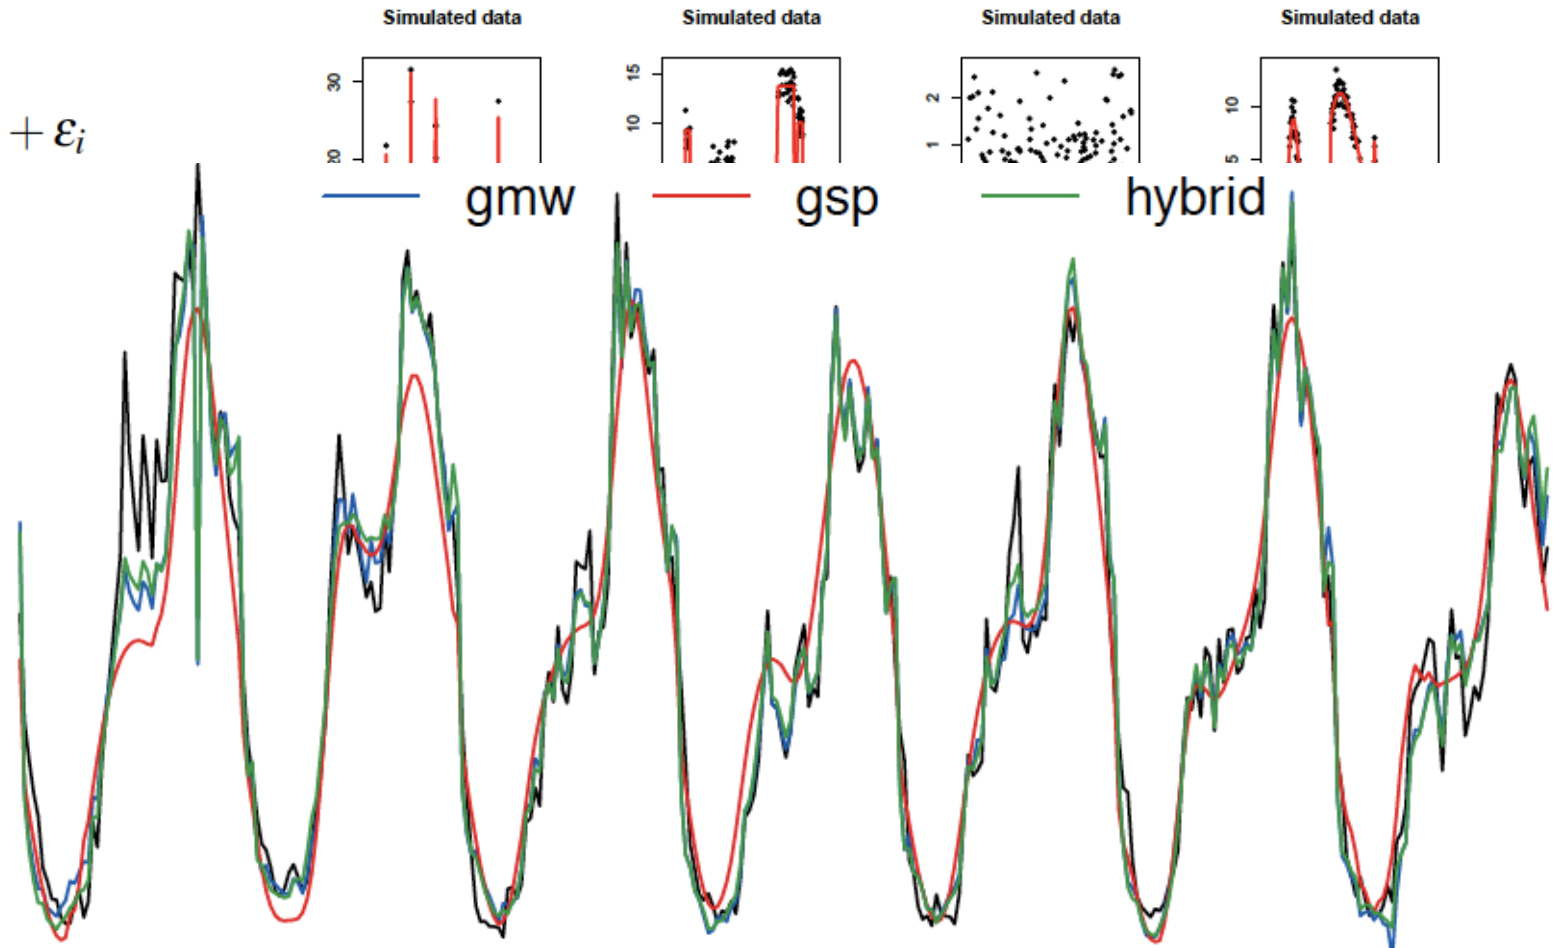 Simulated data Simulated data Simulated data Simulated data
30 15 2 10
+ εᵢ 10 1
20 5
gmw gsp hybrid